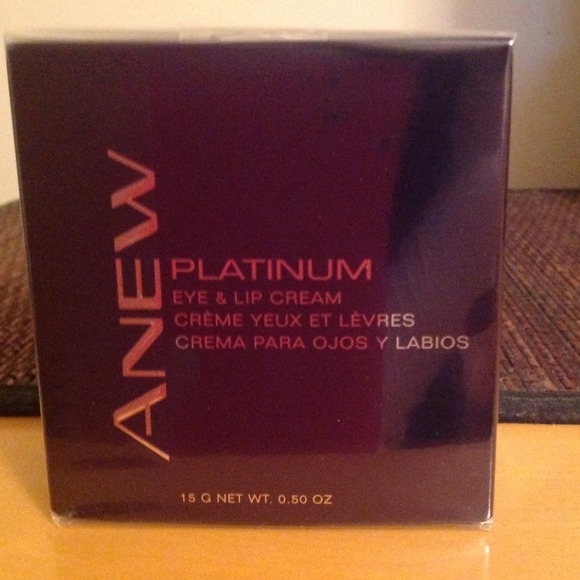 ANEW
PLATINUM
EYE & LIP CREAM
CRÈME YEUX ET LÈVRES
CREMA PARA OJOS Y LABIOS
15 G NET WT. 0.50 OZ